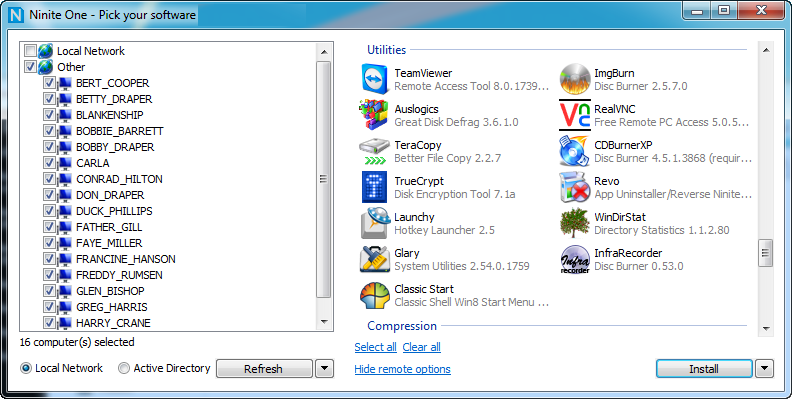 Ninite One - Pick your software
Local Network
Other
BERT_COOPER
BETTY_DRAPER
BLANKENSHIP
BOBBIE_BARRETT
BOBBY_DRAPER
CARLA
CONRAD_HILTON
DON_DRAPER
DUCK_PHILLIPS
FATHER_GILL
FAYE_MILLER
FRANCINE_HANSON
FREDDY_RUMSEN
GLEN_BISHOP
GREG_HARRIS
HARRY_CRANE
16 computer(s) selected
Local Network
Active Directory
Refresh
Utilities
TeamViewer
Remote Access Tool 8.0.1739...
ImgBurn
Disc Burner 2.5.7.0
Auslogics
Great Disk Defrag 3.6.1.0
RealVNC
Free Remote PC Access 5.0.5...
TeraCopy
Better File Copy 2.2.7
CDBurnerXP
Disc Burner 4.5.1.3868 (requir...
TrueCrypt
Disk Encryption Tool 7.1a
Revo
App Uninstaller/Reverse Ninite...
Launchy
Hotkey Launcher 2.5
WinDirStat
Directory Statistics 1.1.2.80
Glary
System Utilities 2.54.0.1759
InfraRecorder
Disc Burner 0.53.0
Classic Start
Classic Shell Win8 Start Menu ...
Compression
Select all
Clear all
Hide remote options
Install